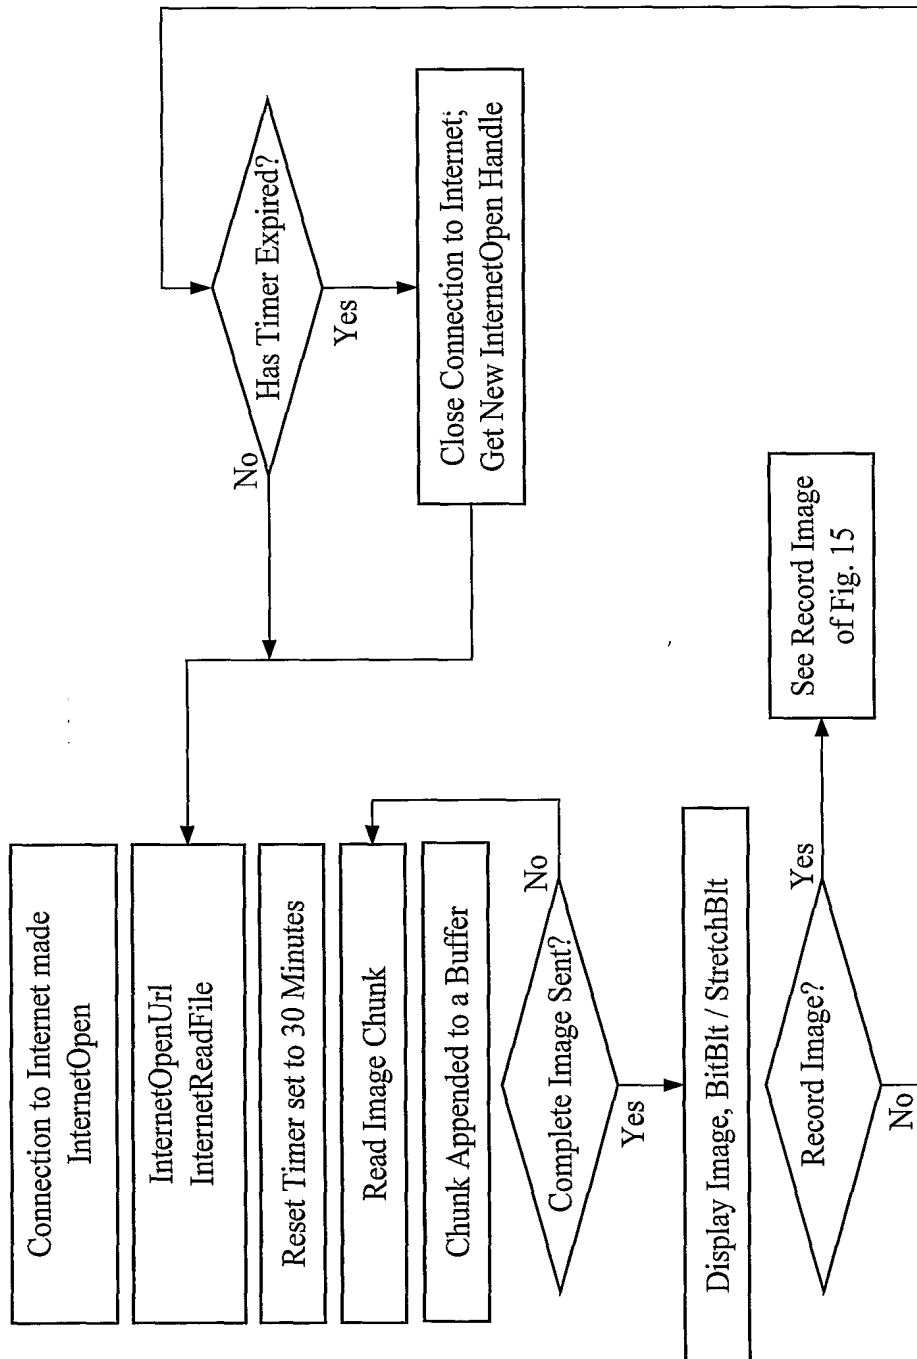 Connection to Internet made
InternetOpen
InternetOpenUrl
InternetReadFile
Reset Timer set to 30 Minutes
Read Image Chunk
Chunk Appended to a Buffer
Complete Image Sent?
No
Yes
Display Image, BitBlt / StretchBlt
Record Image?
Yes
No
See Record Image
of Fig. 15
Has Timer Expired?
No
Yes
Close Connection to Internet;
Get New InternetOpen Handle